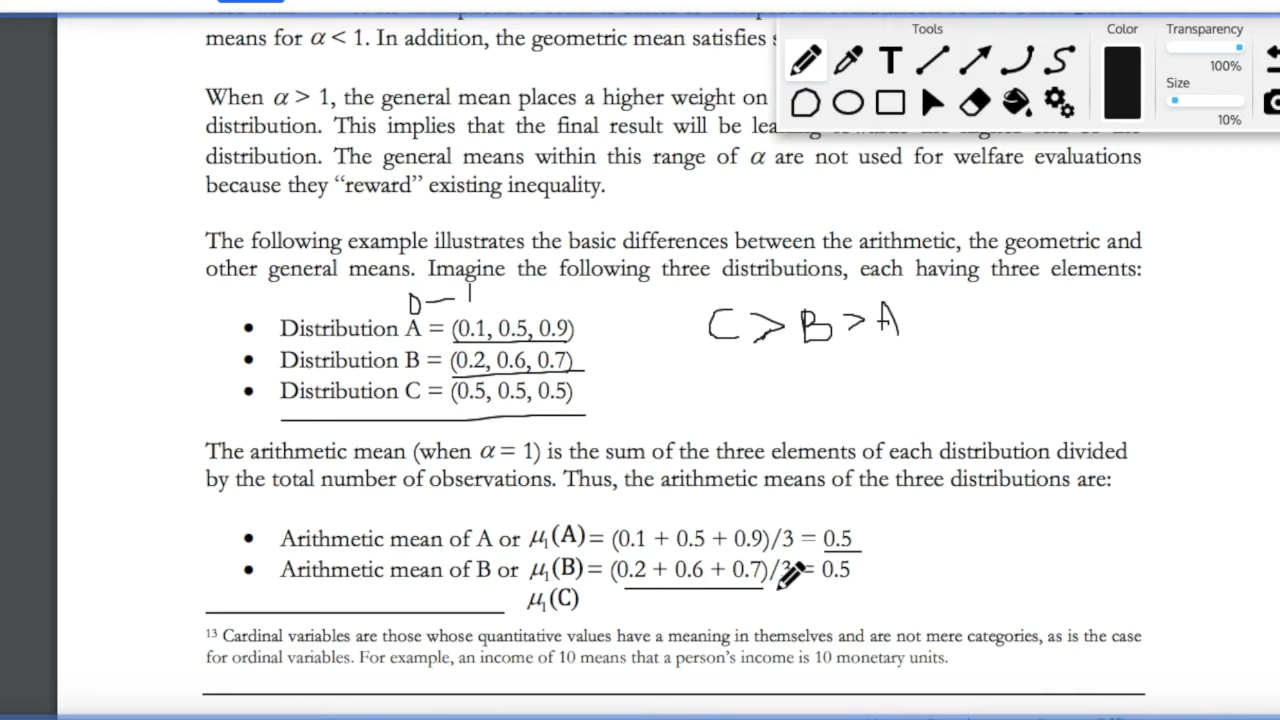 means for α < 1. In addition, the geometric mean satisfies
Tools
Color
Transparency
100%
Size
10%
When α > 1, the general mean places a higher weight on
distribution. This implies that the final result will be
distribution. The general means within this range of α are not used for welfare evaluations
because they “reward” existing inequality.
The following example illustrates the basic differences between the arithmetic, the geometric and
other general means. Imagine the following three distributions, each having three elements:
0 — 1
• Distribution A = (0.1, 0.5, 0.9)
• Distribution B = (0.2, 0.6, 0.7)
• Distribution C = (0.5, 0.5, 0.5)
C > B > A
The arithmetic mean (when α = 1) is the sum of the three elements of each distribution divided
by the total number of observations. Thus, the arithmetic means of the three distributions are:
• Arithmetic mean of A or μ₁(A) = (0.1 + 0.5 + 0.9)/3 = 0.5
• Arithmetic mean of B or μ₁(B) = (0.2 + 0.6 + 0.7)/3 = 0.5
μ₁(C)
¹³ Cardinal variables are those whose quantitative values have a meaning in themselves and are not mere categories, as is the case
for ordinal variables. For example, an income of 10 means that a person’s income is 10 monetary units.